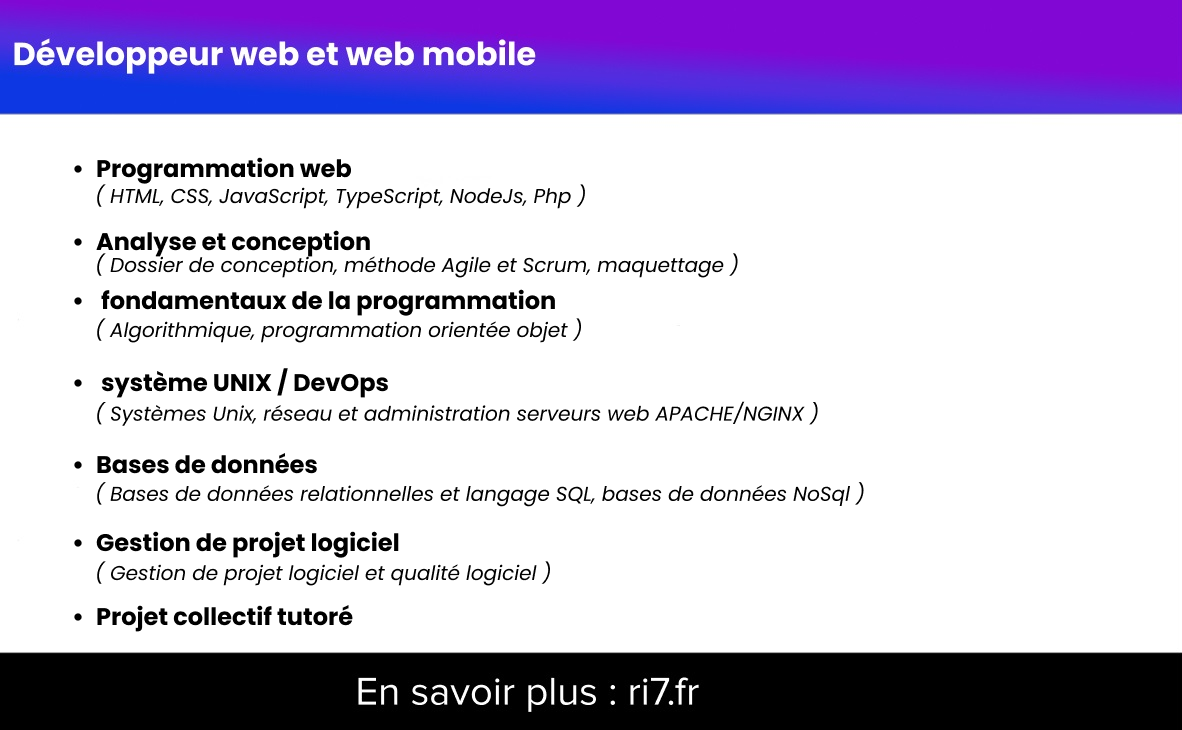 Développeur web et web mobile
• Programmation web
( HTML, CSS, JavaScript, TypeScript, NodeJs, Php )
• Analyse et conception
( Dossier de conception, méthode Agile et Scrum, maquettage )
• fondamentaux de la programmation
( Algorithmique, programmation orientée objet )
• système UNIX / DevOps
( Systèmes Unix, réseau et administration serveurs web APACHE/NGINX )
• Bases de données
( Bases de données relationnelles et langage SQL, bases de données NoSql )
• Gestion de projet logiciel
( Gestion de projet logiciel et qualité logiciel )
• Projet collectif tutoré
En savoir plus : ri7.fr